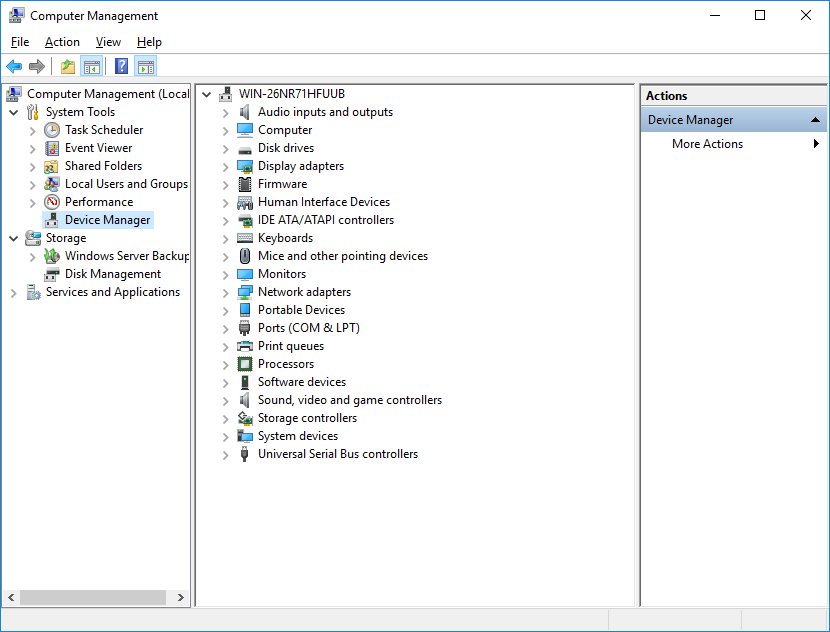 Computer Management
File Action View Help
Computer Management (Local
System Tools
Task Scheduler
Event Viewer
Shared Folders
Local Users and Groups
Performance
Device Manager
Storage
Windows Server Backup
Disk Management
Services and Applications
WIN-26NR71HFUUB
Audio inputs and outputs
Computer
Disk drives
Display adapters
Firmware
Human Interface Devices
IDE ATA/ATAPI controllers
Keyboards
Mice and other pointing devices
Monitors
Network adapters
Portable Devices
Ports (COM & LPT)
Print queues
Processors
Software devices
Sound, video and game controllers
Storage controllers
System devices
Universal Serial Bus controllers
Actions
Device Manager
More Actions